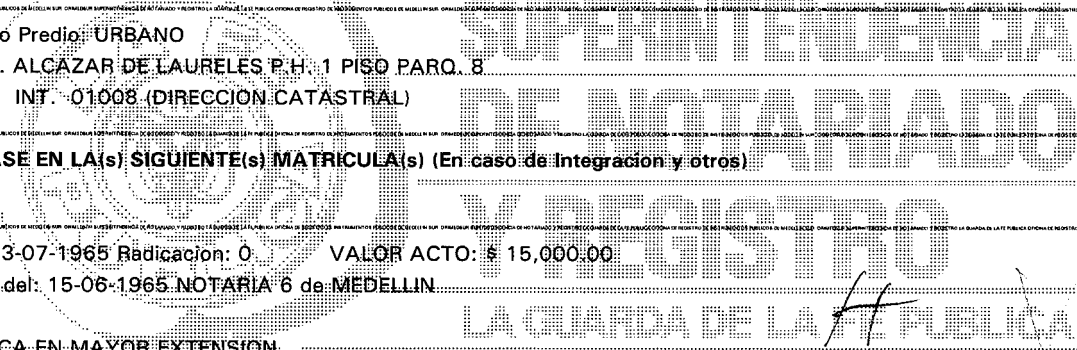 o Predio: URBANO
SUPERINTENDENCIA
. ALCAZAR DE LAURELES P.H. 1 PISO PARQ. 8
INT. 01008 (DIRECCION CATASTRAL)
DE NOTARIADO
ASE EN LA(s) SIGUIENTE(s) MATRICULA(s) (En caso de Integracion y otros)
Y REGISTRO
3-07-1965 Radicacion: 0 VALOR ACTO: $ 15,000.00
del: 15-06-1965 NOTARIA 6 de MEDELLIN
LA GUARDA DE LA FE PUBLICA
CA EN MAYOR EXTENSION